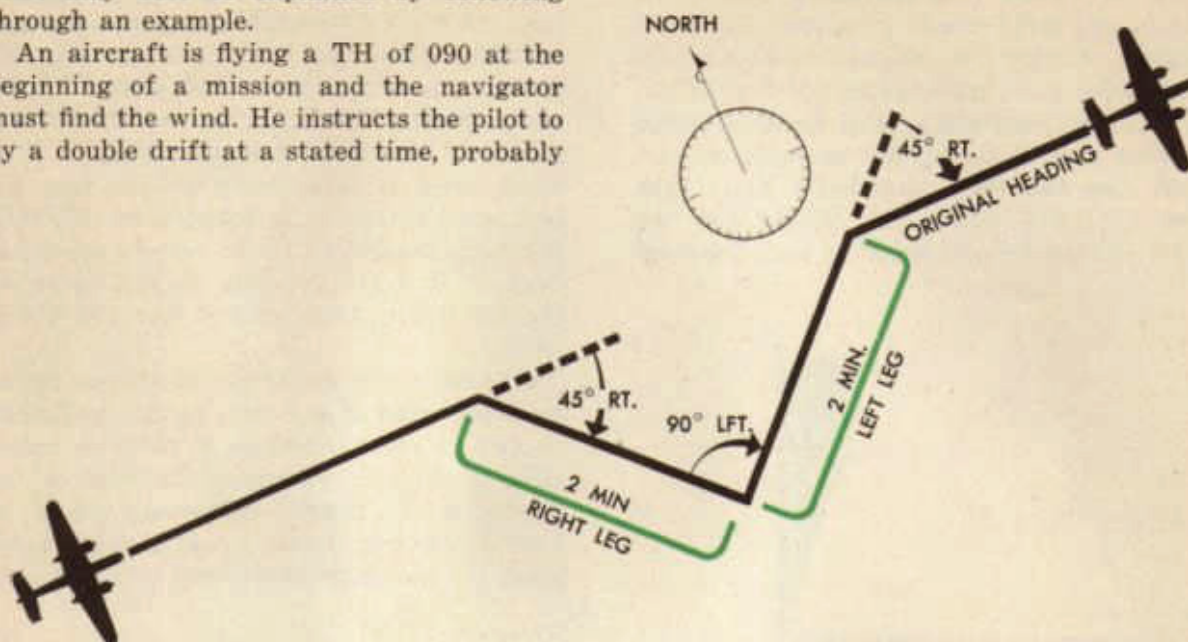 through an example.
An aircraft is flying a TH of 090 at the
eginning of a mission and the navigator
must find the wind. He instructs the pilot to
y a double drift at a stated time, probably
NORTH
45° RT.
ORIGINAL HEADING
45° RT.
90° LFT.
2 MIN.
LEFT LEG
2 MIN
RIGHT LEG